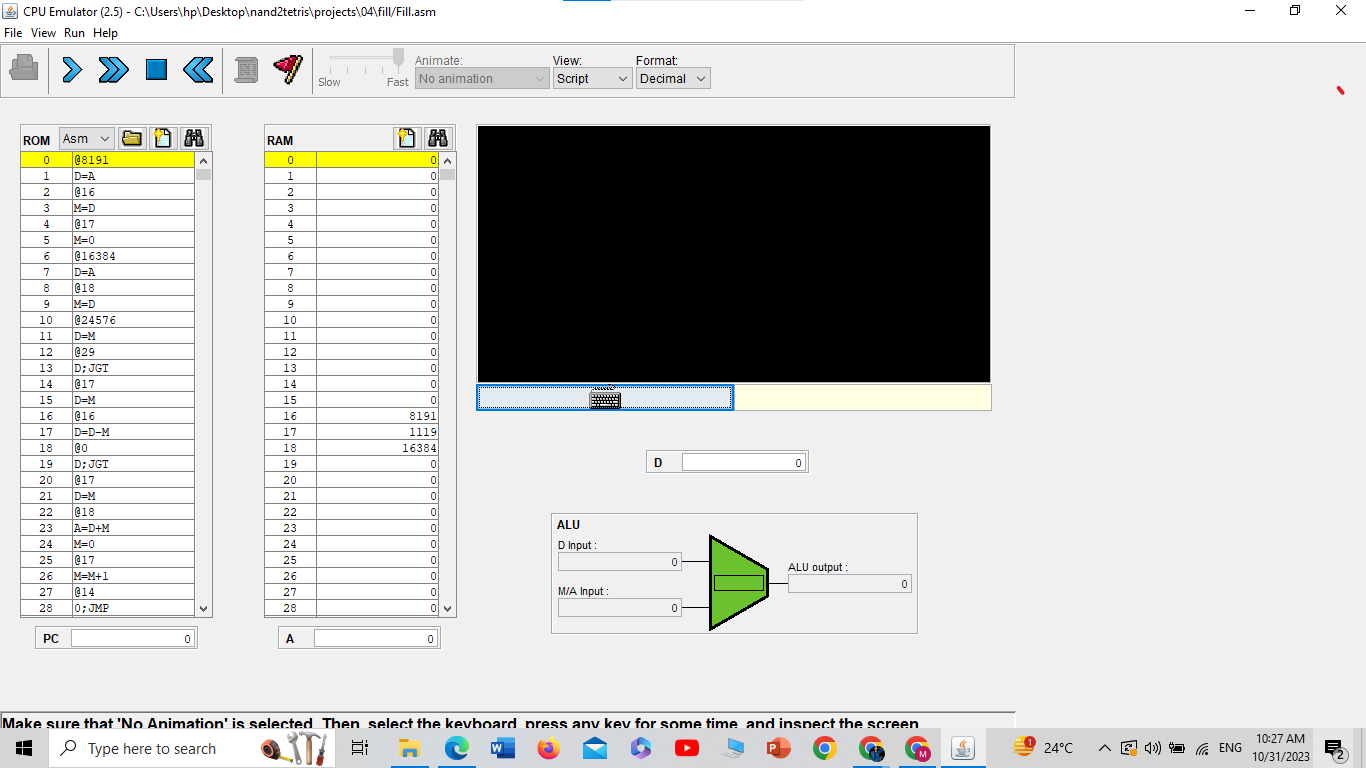 CPU Emulator (2.5) - C:\Users\hp\Desktop\nand2tetris\projects\04\fill/Fill.asm
File View Run Help
Slow Fast
Animate:
No animation
View:
Script
Format:
Decimal
ROM Asm
0 @8191
1 D=A
2 @16
3 M=D
4 @17
5 M=0
6 @16384
7 D=A
8 @18
9 M=D
10 @24576
11 D=M
12 @29
13 D;JGT
14 @17
15 D=M
16 @16
17 D=D-M
18 @0
19 D;JGT
20 @17
21 D=M
22 @18
23 A=D+M
24 M=0
25 @17
26 M=M+1
27 @14
28 0;JMP
PC 0
RAM
0 0
1 0
2 0
3 0
4 0
5 0
6 0
7 0
8 0
9 0
10 0
11 0
12 0
13 0
14 0
15 0
16 8191
17 1119
18 16384
19 0
20 0
21 0
22 0
23 0
24 0
25 0
26 0
27 0
28 0
A 0
D 0
ALU
D Input :
0
M/A Input :
0
ALU output :
0
Make sure that 'No Animation' is selected. Then, select the keyboard, press any key for some time, and inspect the screen.
Type here to search
1
24°C
ENG
10:27 AM
10/31/2023
2